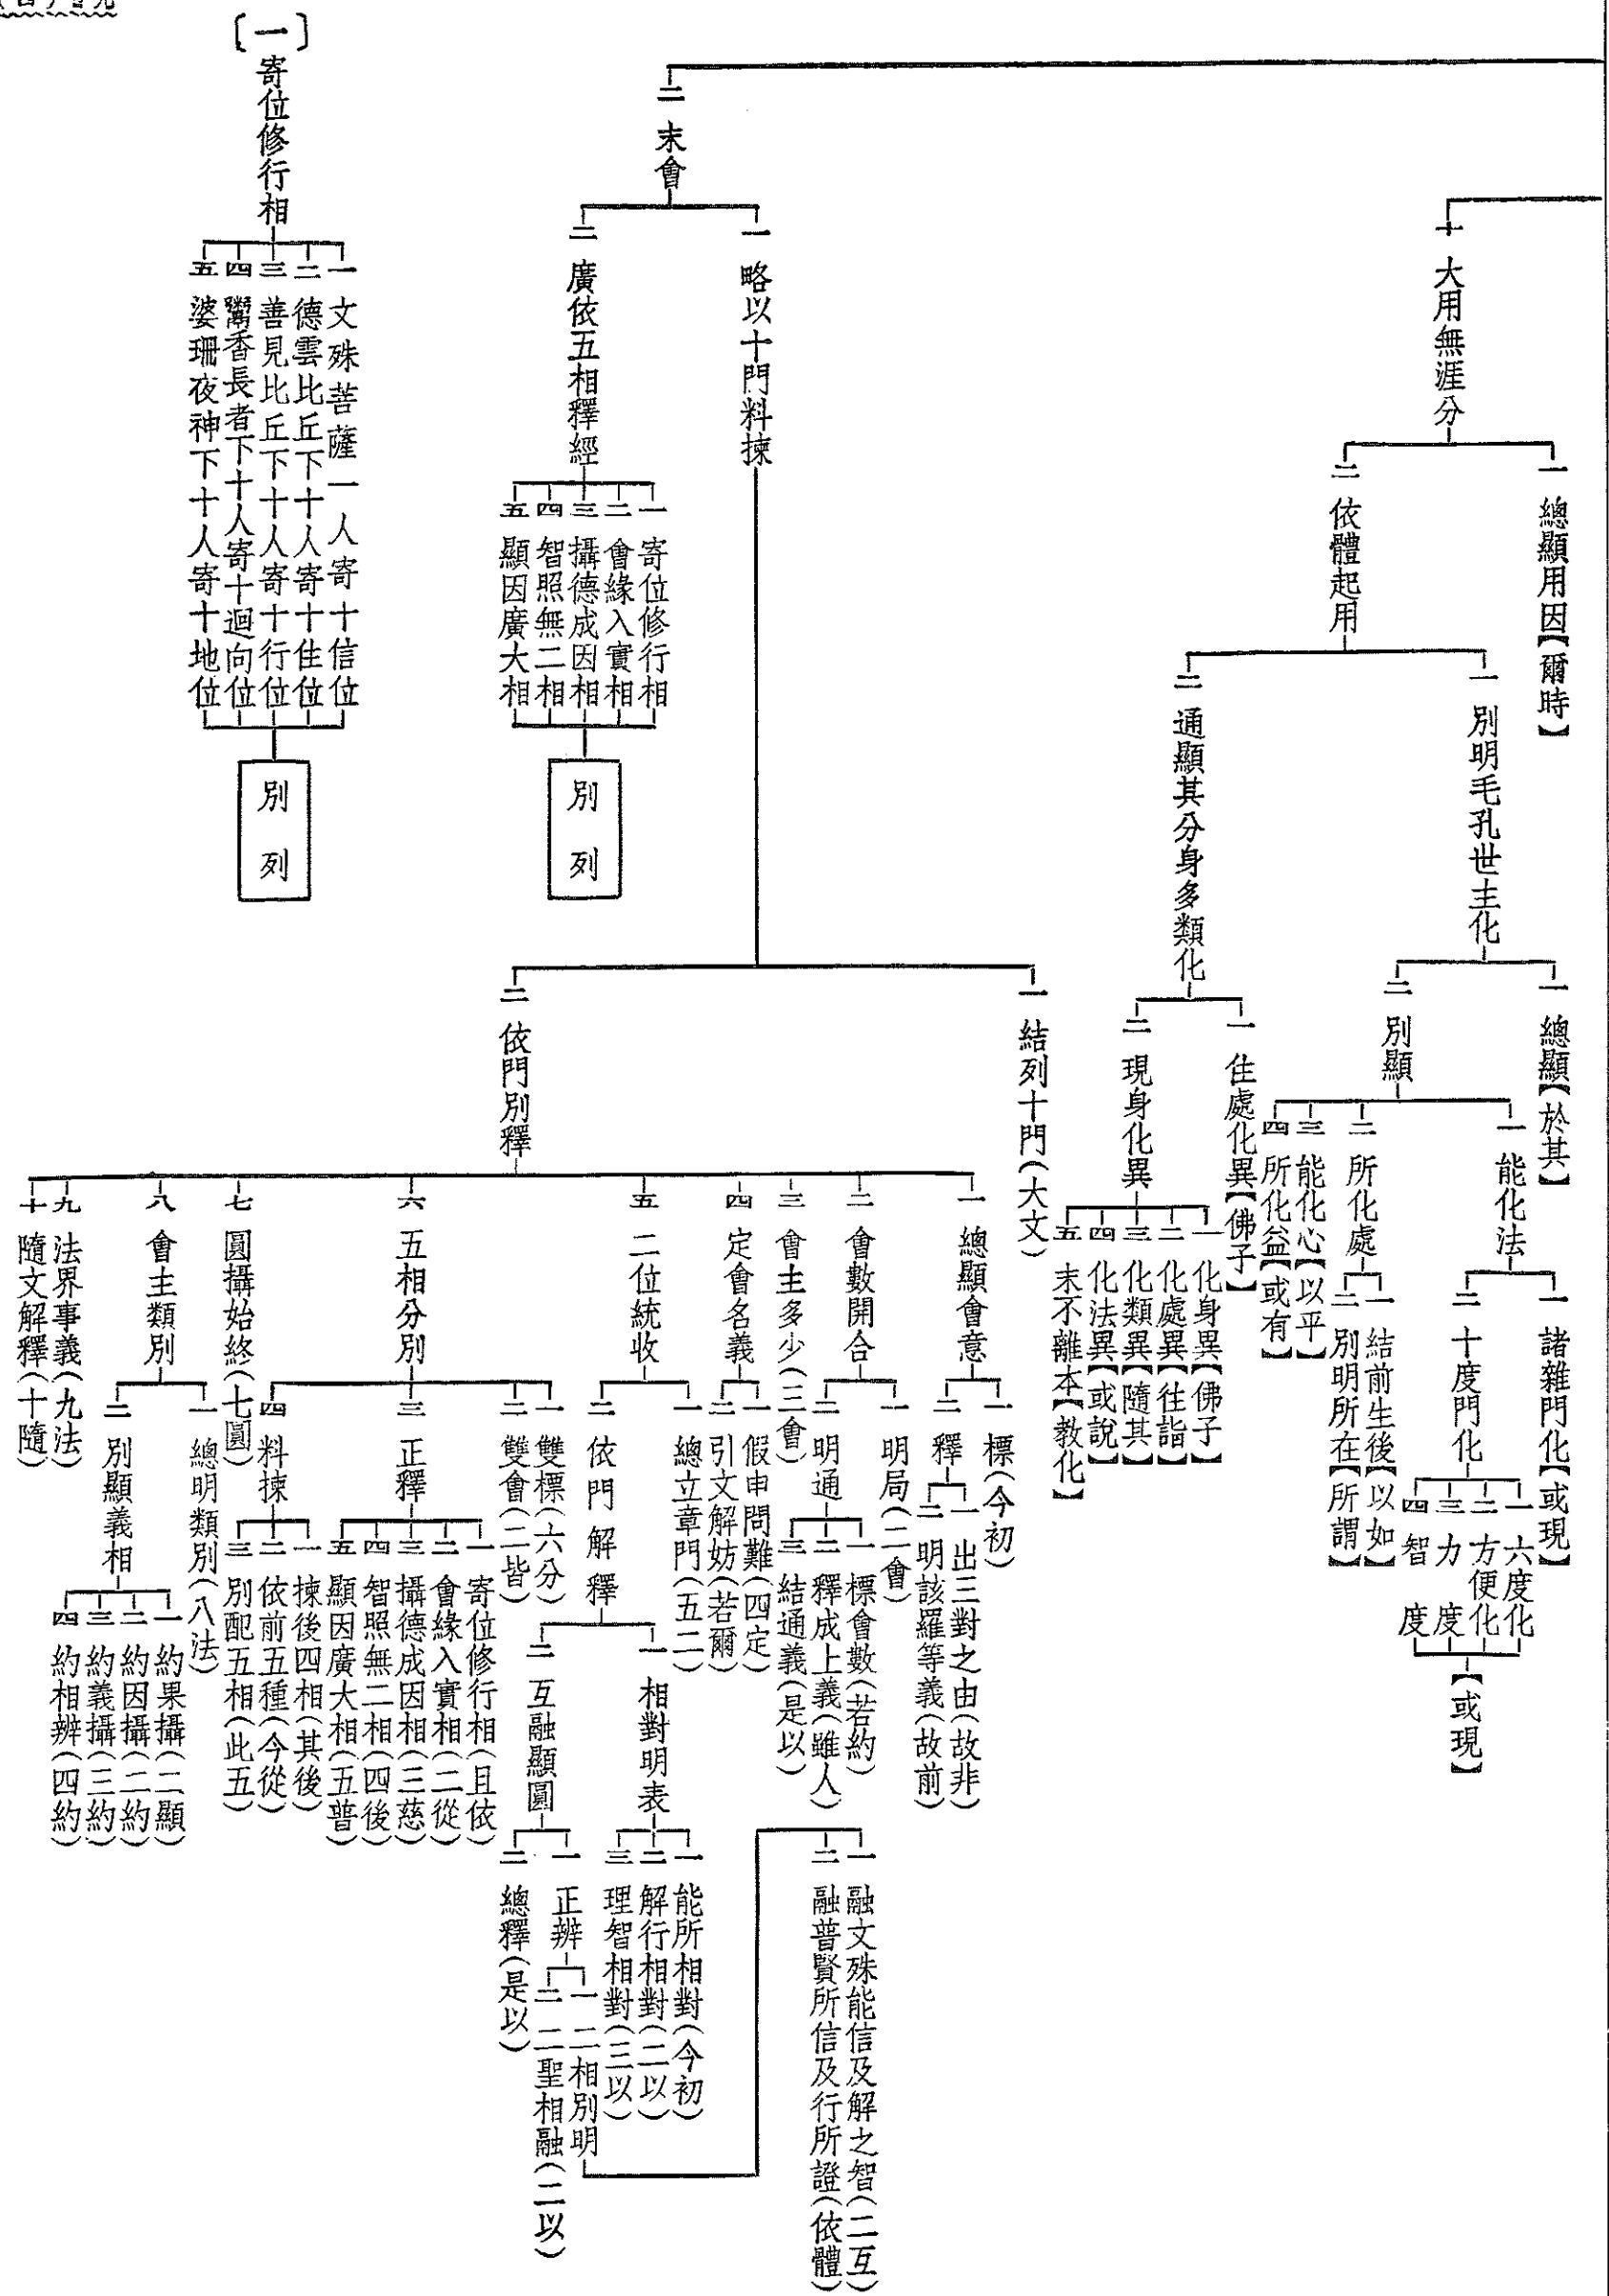 十 大用無涯分
一 總顯用因【爾時】
二 依體起用
一 別明毛孔世主化
一 總顯【於其】
二 別顯
一 能化法
一 諸雜門化【或現】
二 十度門化
一 六度化
二 方便化
三 力度
四 智度
【或現】
二 所化處
一 結前生後【以如】
二 別明所在【所謂】
三 能化心【以平】
四 所化益【或有】
二 通顯其分身多類化
一 住處化異【佛子】
二 現身化異
一 化身異【佛子】
二 化處異【往詣】
三 化類異【隨其】
四 化法異【或說】
五 末不離本【教化】
二 末會
一 略以十門料揀
一 結列十門(大文)
二 依門別釋
一 總顯會意
一 標(今初)
二 釋
一 出三對之由(故非)
二 明該羅等義(故前)
二 會數開合
一 明局(二會)
二 明通
一 標會數(若約)
二 釋成上義(雖人)
三 結通義(是以)
三 會主多少(三會)
四 定會名義
一 假申問難(四定)
二 引文解妨(若爾)
五 二位統收
一 總立章門(五二)
二 依門解釋
一 相對明表
一 能所相對(今初)
二 解行相對(二以)
三 理智相對(三以)
二 互融顯圓
一 正辨
一 二相別明
一 融文殊能信及解之智(二互)
二 融普賢所信及行所證(依體)
二 二聖相融(二以)
二 總釋(是以)
六 五相分別
一 雙標(六分)
二 雙會(二皆)
三 正釋
一 寄位修行相(且依)
二 會緣入實相(二從)
三 攝德成因相(三慈)
四 智照無二相(四後)
五 顯因廣大相(五普)
四 料揀
一 揀後四相(其後)
二 依前五種(今從)
三 別配五相(此五)
七 圓攝始終(七圓)
八 會主類別
一 總明類別(八法)
二 別顯義相
一 約果攝(二顯)
二 約因攝(二約)
三 約義攝(三約)
四 約相辨(四約)
九 法界事義(九法)
十 隨文解釋(十隨)
二 廣依五相釋經
一 寄位修行相
二 會緣入實相
三 攝德成因相
四 智照無二相
五 顯因廣大相
別列
〔一〕寄位修行相
一 文殊菩薩一人寄十信位
二 德雲比丘下十人寄十住位
三 善見比丘下十人寄十行位
四 鬻香長者下十人寄十迴向位
五 婆珊夜神下十人寄十地位
別列